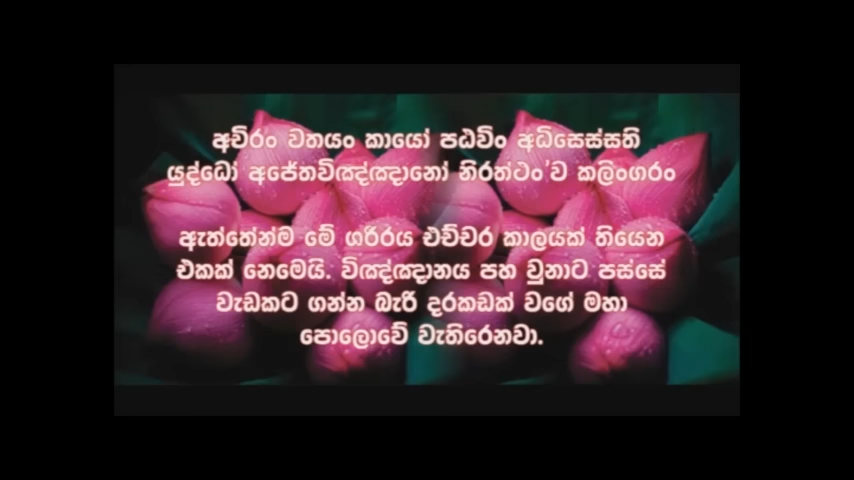 අචිරං වතයං කායෝ පඨවිං අධිසෙස්සති
යුද්ධෝ අපේතවිඤ්ඤානෝ නිරත්ථං'ව කලිංගරං
ඇත්තේන්ම මේ ශරීරය එච්චර කාලයක් තියෙන
එකක් නෙමෙයි. විඤ්ඤානය පහ වුනාට පස්සේ
වැඩකට ගන්න බැරි දරකඩක් වගේ මහා
පොලොවේ වැතිරෙනවා.